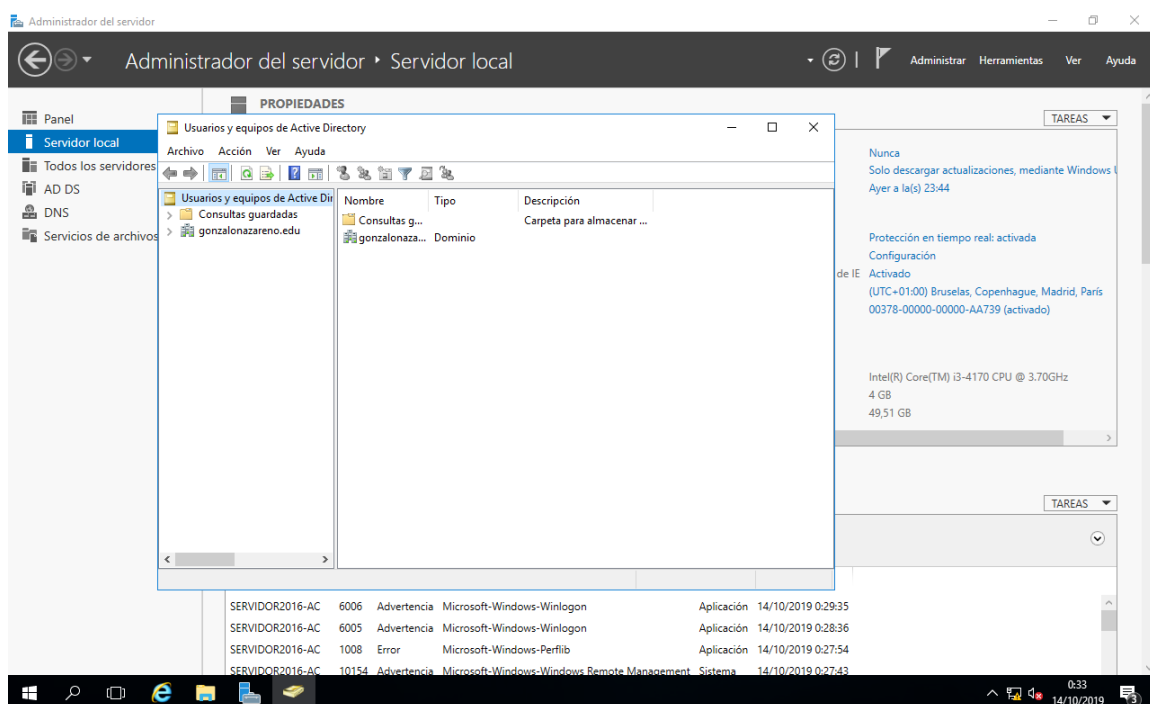 Administrador del servidor
Administrador del servidor ‣ Servidor local
Administrar Herramientas Ver Ayuda
Panel
Servidor local
Todos los servidores
AD DS
DNS
Servicios de archivos
PROPIEDADES
TAREAS
Usuarios y equipos de Active Directory
Archivo Acción Ver Ayuda
Usuarios y equipos de Active Dir
Consultas guardadas
gonzalonazareno.edu
Nombre Tipo Descripción
Consultas g... Carpeta para almacenar ...
gonzalonaza... Dominio
Nunca
Solo descargar actualizaciones, mediante Windows U
Ayer a la(s) 23:44
Protección en tiempo real: activada
Configuración
de IE Activado
(UTC+01:00) Bruselas, Copenhague, Madrid, París
00378-00000-00000-AA739 (activado)
Intel(R) Core(TM) i3-4170 CPU @ 3.70GHz
4 GB
49,51 GB
TAREAS
SERVIDOR2016-AC 6006 Advertencia Microsoft-Windows-Winlogon Aplicación 14/10/2019 0:29:35
SERVIDOR2016-AC 6005 Advertencia Microsoft-Windows-Winlogon Aplicación 14/10/2019 0:28:36
SERVIDOR2016-AC 1008 Error Microsoft-Windows-Perflib Aplicación 14/10/2019 0:27:54
SERVIDOR2016-AC 10154 Advertencia Microsoft-Windows-Windows Remote Management Sistema 14/10/2019 0:27:43
0:33
14/10/2019
3